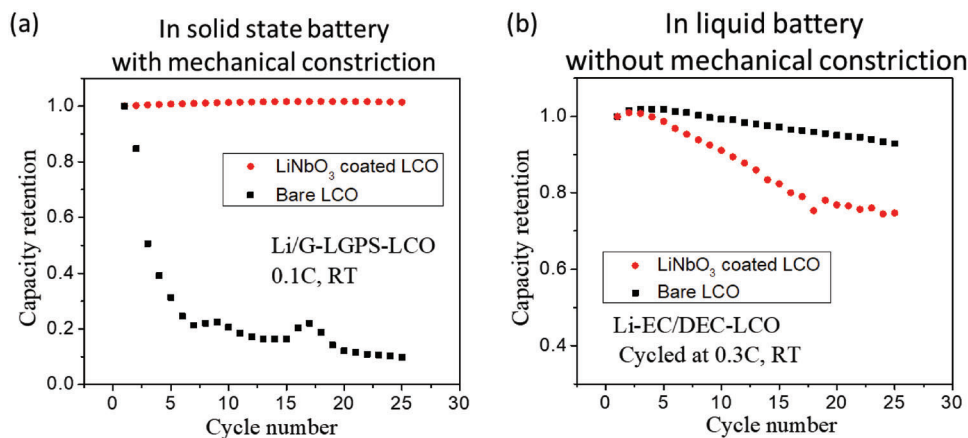 (a)
In solid state battery
with mechanical constriction
Capacity retention
1.0
0.8
0.6
0.4
0.2
0.0
LiNbO₃ coated LCO
Bare LCO
Li/G-LGPS-LCO
0.1C, RT
0 5 10 15 20 25 30
Cycle number
(b)
In liquid battery
without mechanical constriction
Capacity retention
1.0
0.8
0.6
0.4
LiNbO₃ coated LCO
Bare LCO
Li-EC/DEC-LCO
Cycled at 0.3C, RT
0 5 10 15 20 25 30
Cycle number